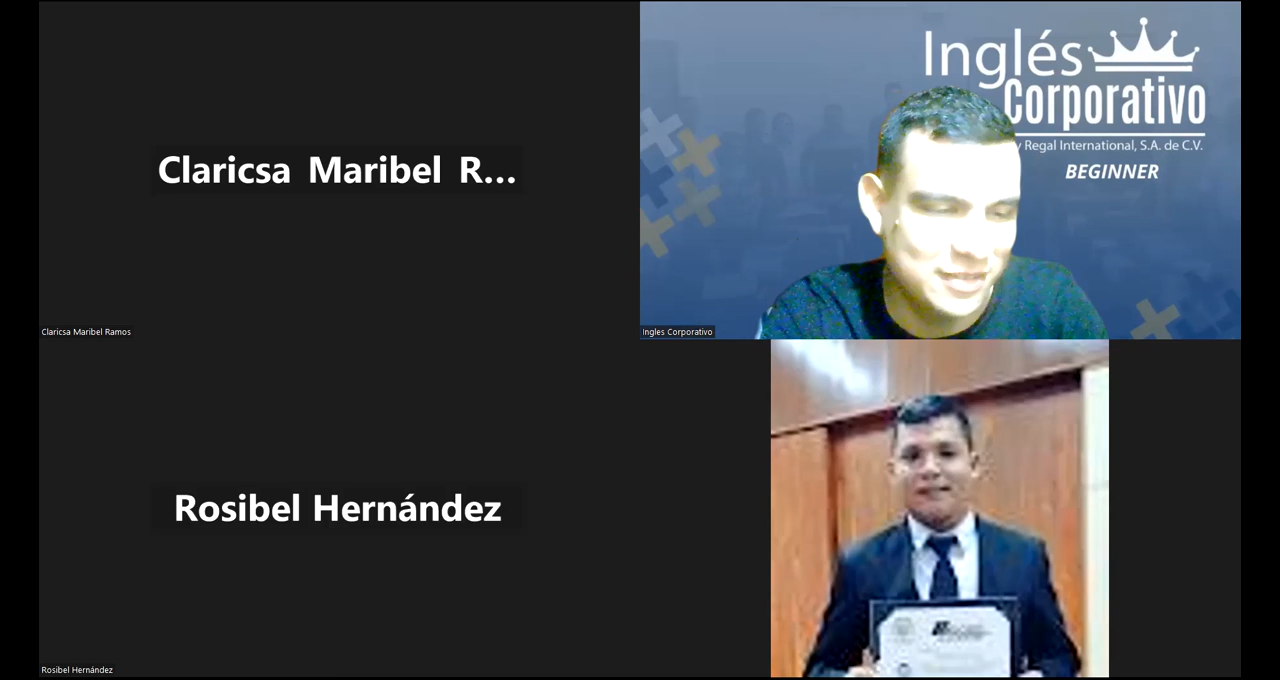 Claricsa Maribel R...
Claricsa Maribel Ramos
Inglés
Corporativo
y Regal International, S.A. de C.V.
BEGINNER
Ingles Corporativo
Rosibel Hernández
Rosibel Hernández